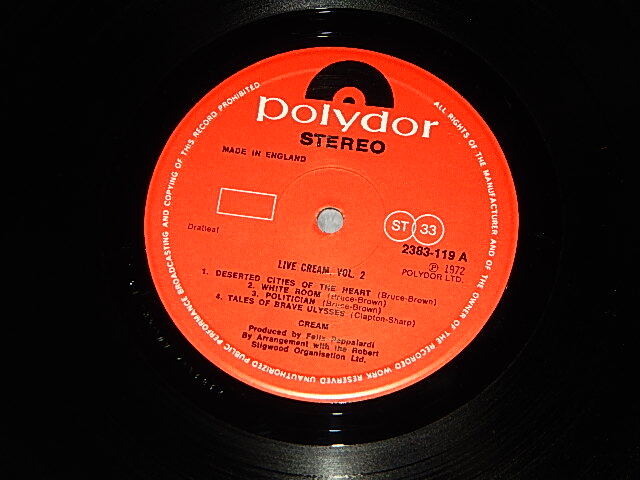 polydor
STEREO
MADE IN ENGLAND
Dratleaf
ST 33
2383-119 A
℗ 1972
POLYDOR LTD.
LIVE CREAM, VOL. 2
1. DESERTED CITIES OF THE HEART (Bruce-Brown)
2. WHITE ROOM (Bruce-Brown)
3. POLITICIAN (Bruce-Brown)
4. TALES OF BRAVE ULYSSES (Clapton-Sharp)
CREAM
Produced by Felix Pappalardi
By Arrangement with the Robert
Stigwood Organisation Ltd.
ALL RIGHTS OF THE MANUFACTURER AND OF THE OWNER OF THE RECORDED WORK RESERVED UNAUTHORIZED PUBLIC PERFORMANCE BROADCASTING AND COPYING OF THIS RECORD PROHIBITED